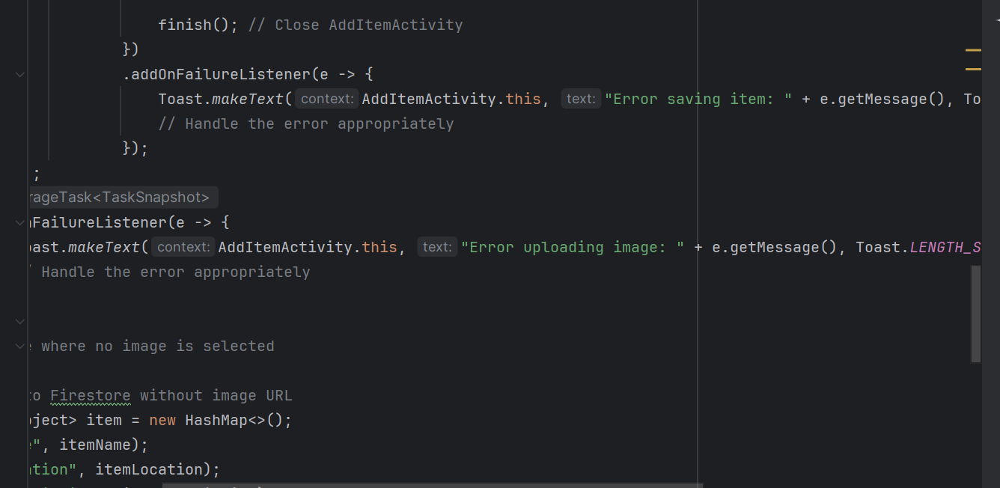 finish(); // Close AddItemActivity
})
.addOnFailureListener(e -> {
Toast.makeText( context: AddItemActivity.this, text: "Error saving item: " + e.getMessage(), To
// Handle the error appropriately
});
;
rageTask<TaskSnapshot>
nFailureListener(e -> {
oast.makeText( context: AddItemActivity.this, text: "Error uploading image: " + e.getMessage(), Toast.LENGTH_S
/ Handle the error appropriately
e where no image is selected
to Firestore without image URL
bject> item = new HashMap<>();
e", itemName);
ation", itemLocation);